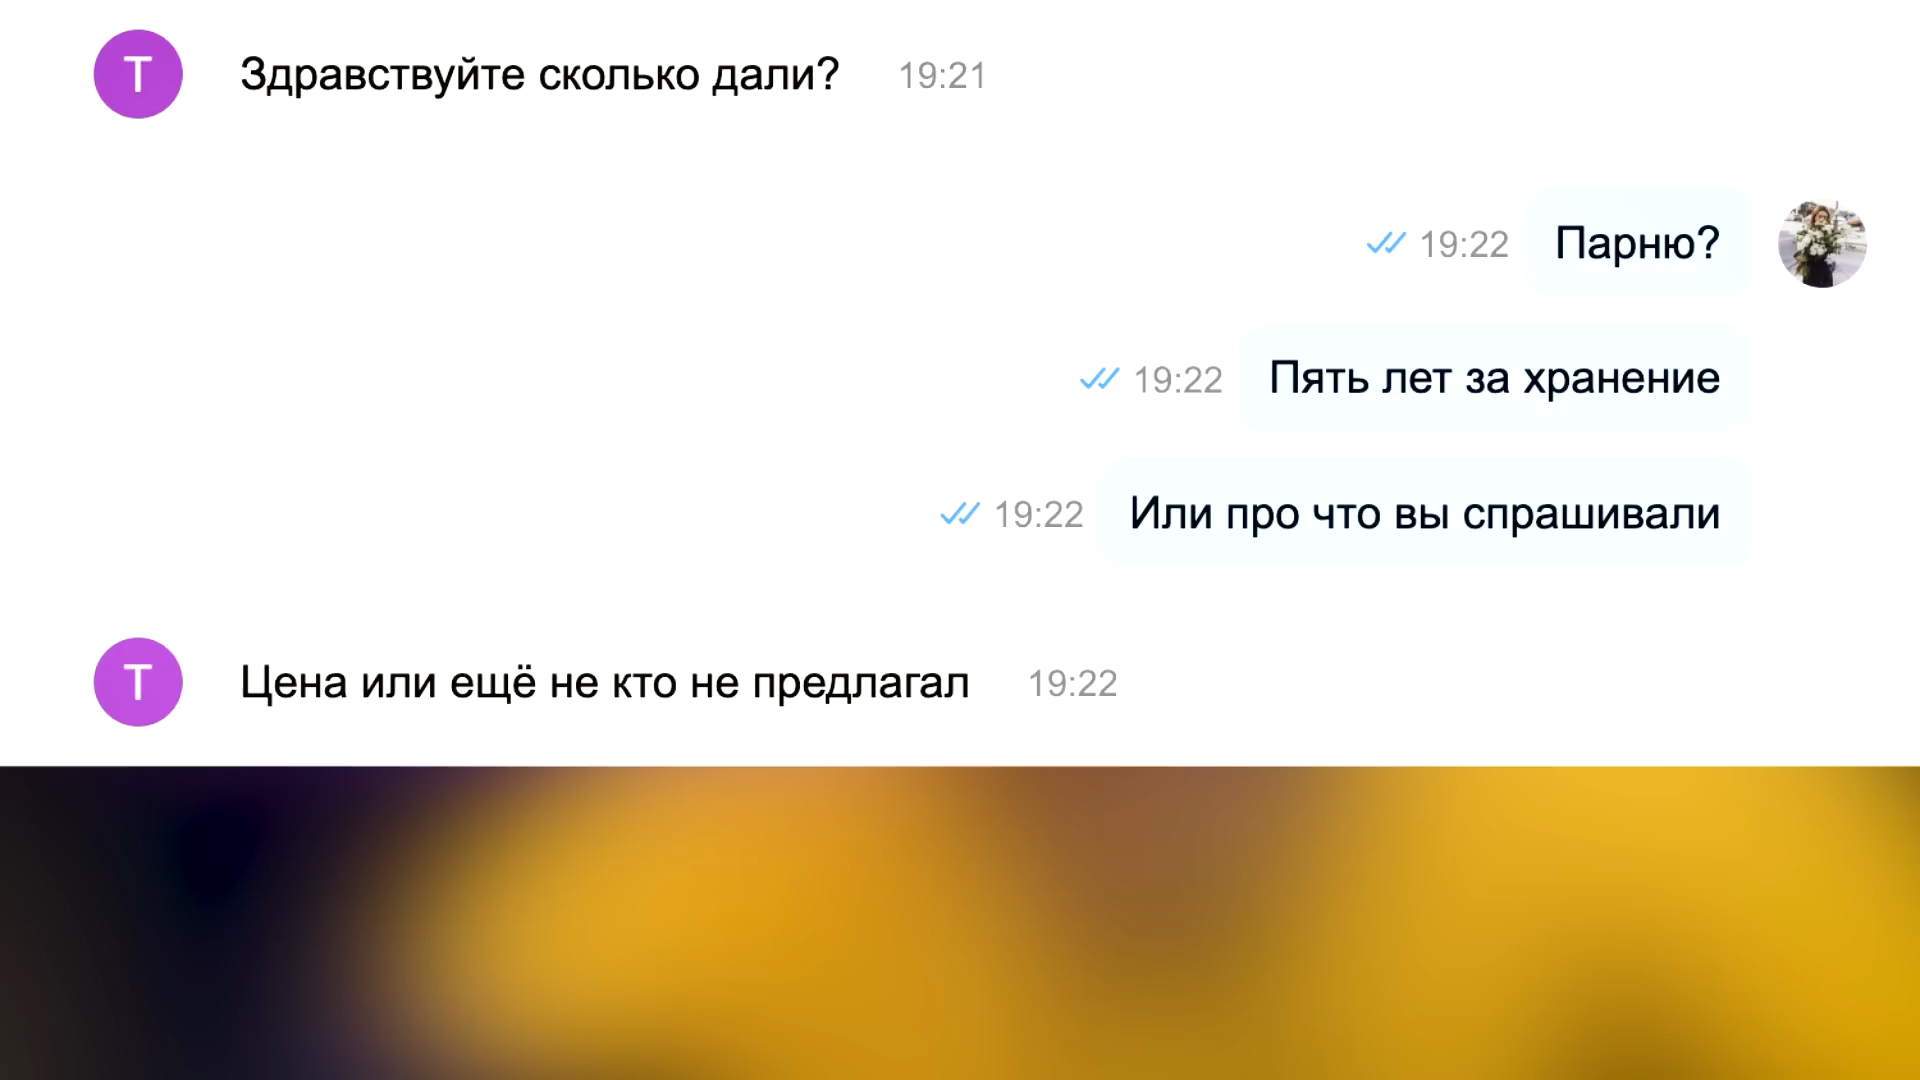 Т
Здравствуйте сколько дали? 19:21
19:22 Парню?
19:22 Пять лет за хранение
19:22 Или про что вы спрашивали
Т
Цена или ещё не кто не предлагал 19:22